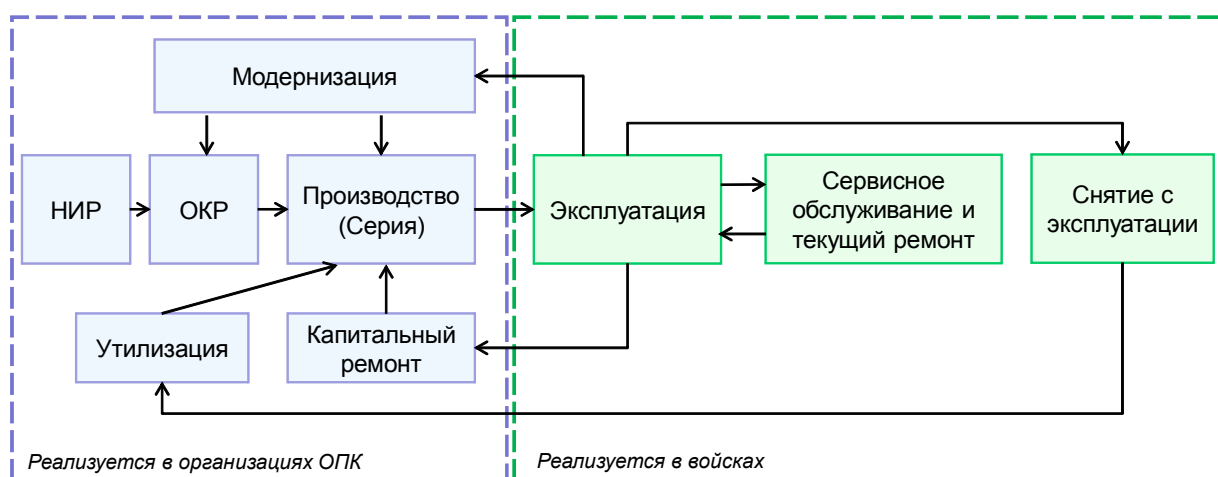 Модернизация
НИР
ОКР
Производство
(Серия)
Эксплуатация
Сервисное
обслуживание и
текущий ремонт
Снятие с
эксплуатации
Утилизация
Капитальный
ремонт
Реализуется в организациях ОПК
Реализуется в войсках